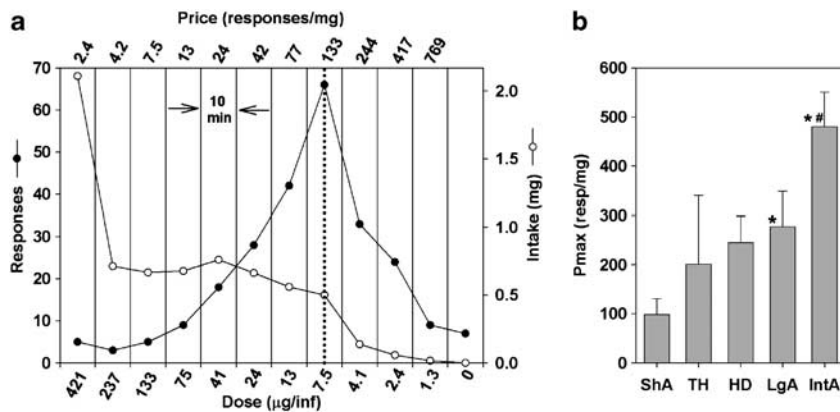 a
Price (responses/mg)
2.4 4.2 7.5 13 24 42 77 133 244 417 769
70
60
50
40
30
20
10
0
Responses
10
min
2.0
1.5
1.0
0.5
0.0
Intake (mg)
421 237 133 75 41 24 13 7.5 4.1 2.4 1.3 0
Dose (μg/inf)
b
600
500
400
300
200
100
0
Pmax (resp/mg)
*
*#
ShA TH HD LgA IntA